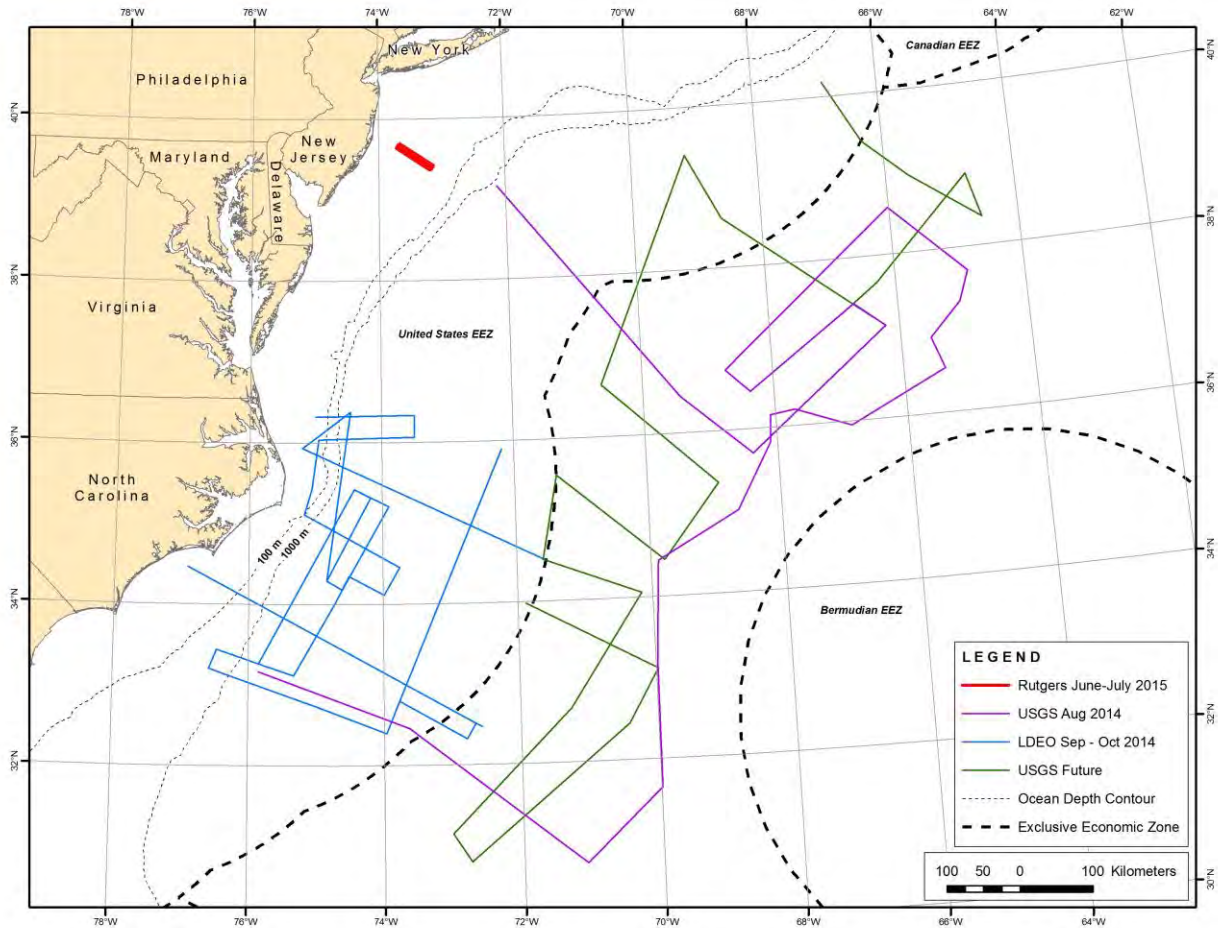 78°W 76°W 74°W 72°W 70°W 68°W 66°W 64°W 62°W
New York
Canadian EEZ
40°N
Philadelphia
40°N
New
Jersey
Maryland
Delaware
38°N
38°N
Virginia
United States EEZ
36°N
36°N
North
Carolina
100 m
1000 m
34°N
34°N
Bermudian EEZ
LEGEND
Rutgers June-July 2015
USGS Aug 2014
LDEO Sep - Oct 2014
USGS Future
Ocean Depth Contour
Exclusive Economic Zone
32°N
32°N
100 50 0 100 Kilometers
30°N
78°W 76°W 74°W 72°W 70°W 68°W 66°W 64°W